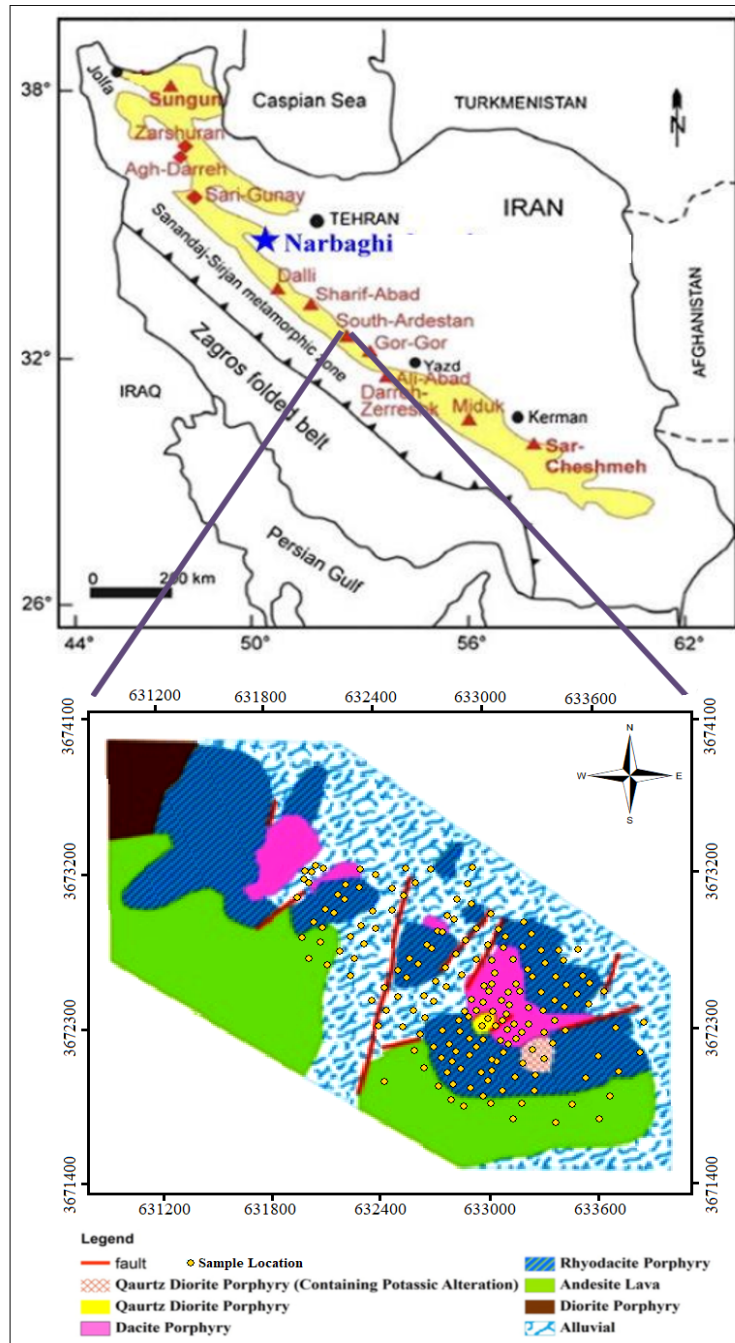 38°
32°
26°
44°
50°
56°
62°
Jolfa
Sungun
Caspian Sea
TURKMENISTAN
N
Zarshuran
Agh-Darreh
Sari-Gunay
TEHRAN
IRAN
Narbaghi
Sanandaj-Sirjan metamorphic zone
Dalli
Sharif-Abad
South-Ardestan
Gor-Gor
AFGHANISTAN
Zagros folded belt
Yazd
Ali-Abad
IRAQ
Darreh-
Zerreshk
Miduk
Kerman
Sar-
Cheshmeh
Persian Gulf
0 200 km
631200 631800 632400 633000 633600
3674100 3674100
N
W E
S
3673200 3673200
3672300 3672300
3671400 3671400
631200 631800 632400 633000 633600
Legend
fault Sample Location
Qaurtz Diorite Porphyry (Containing Potassic Alteration)
Qaurtz Diorite Porphyry
Dacite Porphyry
Rhyodacite Porphyry
Andesite Lava
Diorite Porphyry
Alluvial